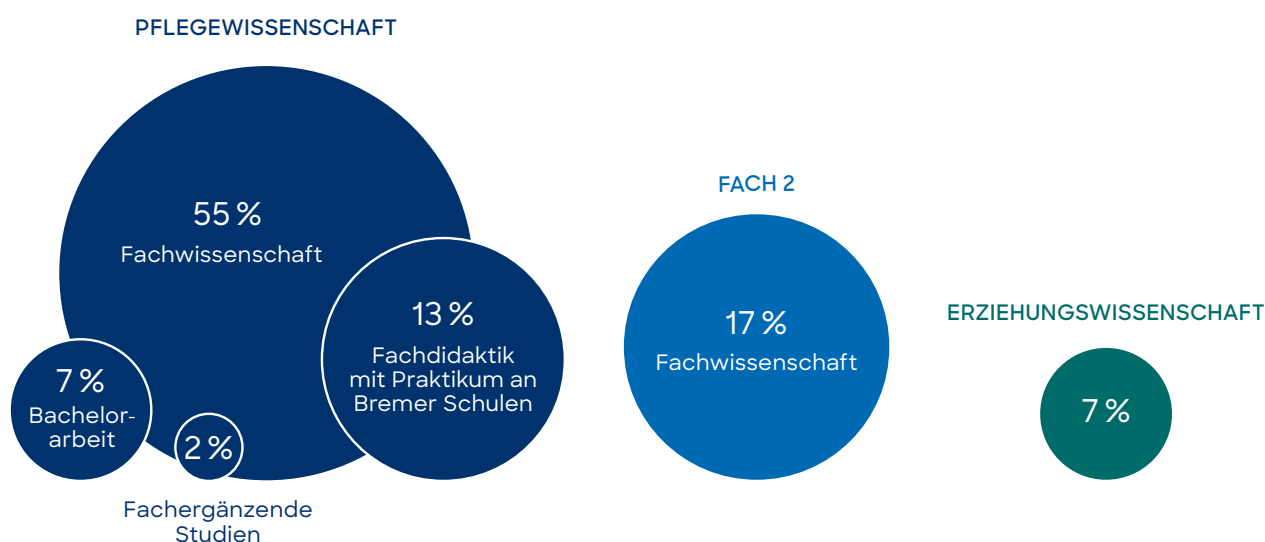 PFLEGEWISSENSCHAFT
55 %
Fachwissenschaft
13 %
Fachdidaktik
mit Praktikum an
Bremer Schulen
7 %
Bachelor-
arbeit
2 %
Fachergänzende
Studien
FACH 2
17 %
Fachwissenschaft
ERZIEHUNGSWISSENSCHAFT
7 %